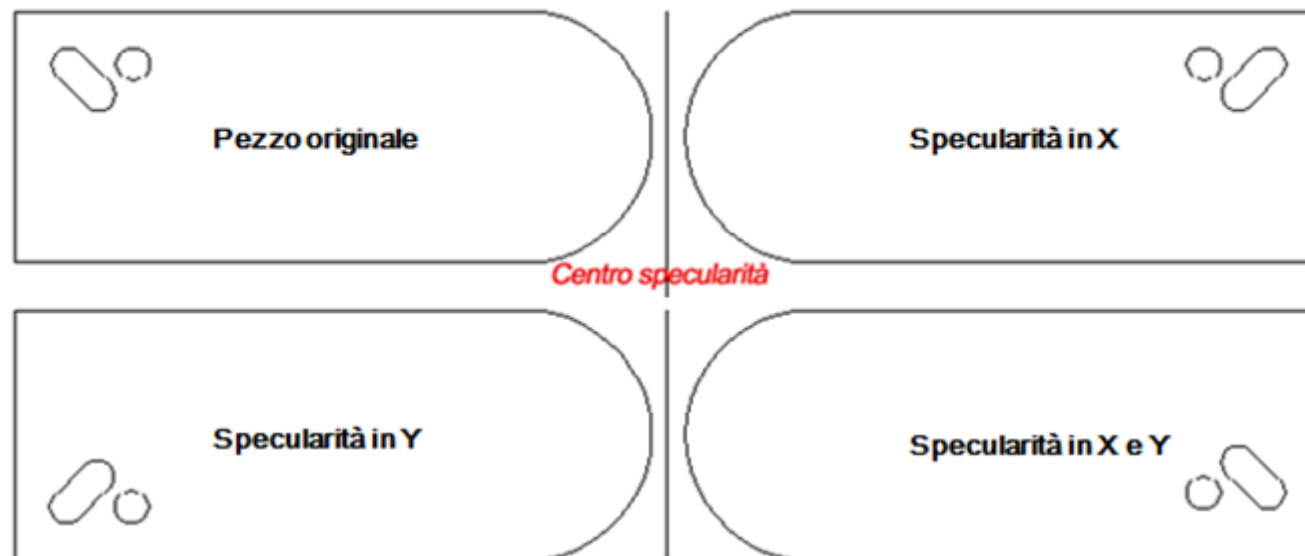 Pezzo originale
Specularità in X
Centro specularità
Specularità in Y
Specularità in X e Y